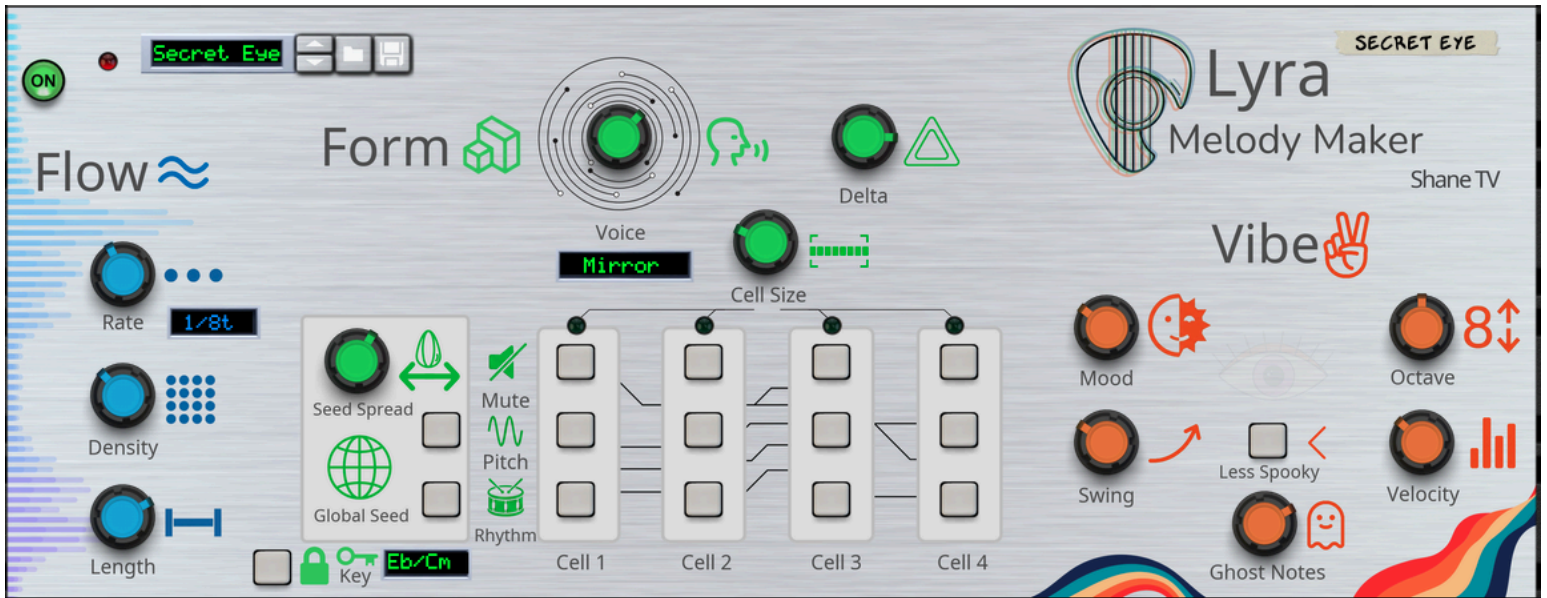 ON
Secret Eye
SECRET EYE
Lyra
Melody Maker
Shane TV
Flow
Form
Voice
Mirror
Delta
Cell Size
Vibe
Rate
1/8t
Density
Length
Seed Spread
Global Seed
Mute
Pitch
Rhythm
Key
Eb/Cm
Cell 1
Cell 2
Cell 3
Cell 4
Mood
8
Octave
Swing
Less Spooky
Velocity
Ghost Notes